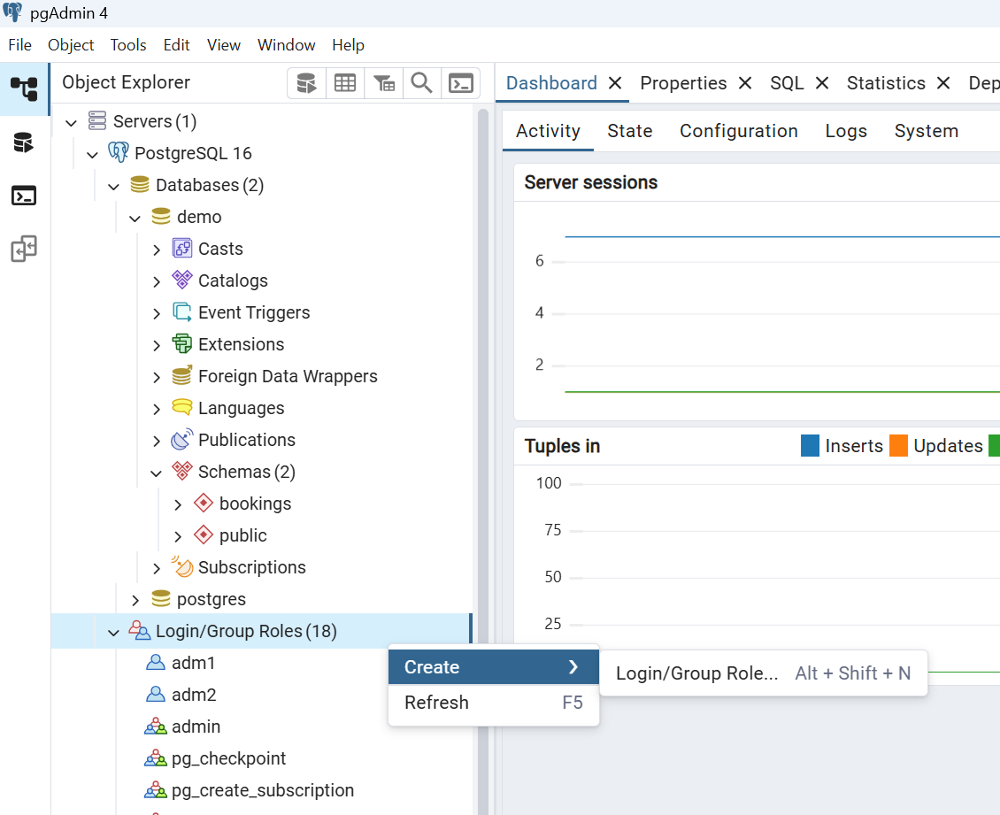 pgAdmin 4
File Object Tools Edit View Window Help
Object Explorer
Dashboard Properties SQL Statistics Dep
Servers (1)
PostgreSQL 16
Databases (2)
demo
Casts
Catalogs
Event Triggers
Extensions
Foreign Data Wrappers
Languages
Publications
Schemas (2)
bookings
public
Subscriptions
postgres
Login/Group Roles (18)
adm1
adm2
admin
pg_checkpoint
pg_create_subscription
Create
Refresh F5
Login/Group Role... Alt + Shift + N
Activity State Configuration Logs System
Server sessions
6
4
2
Tuples in Inserts Updates
100
75
50
25